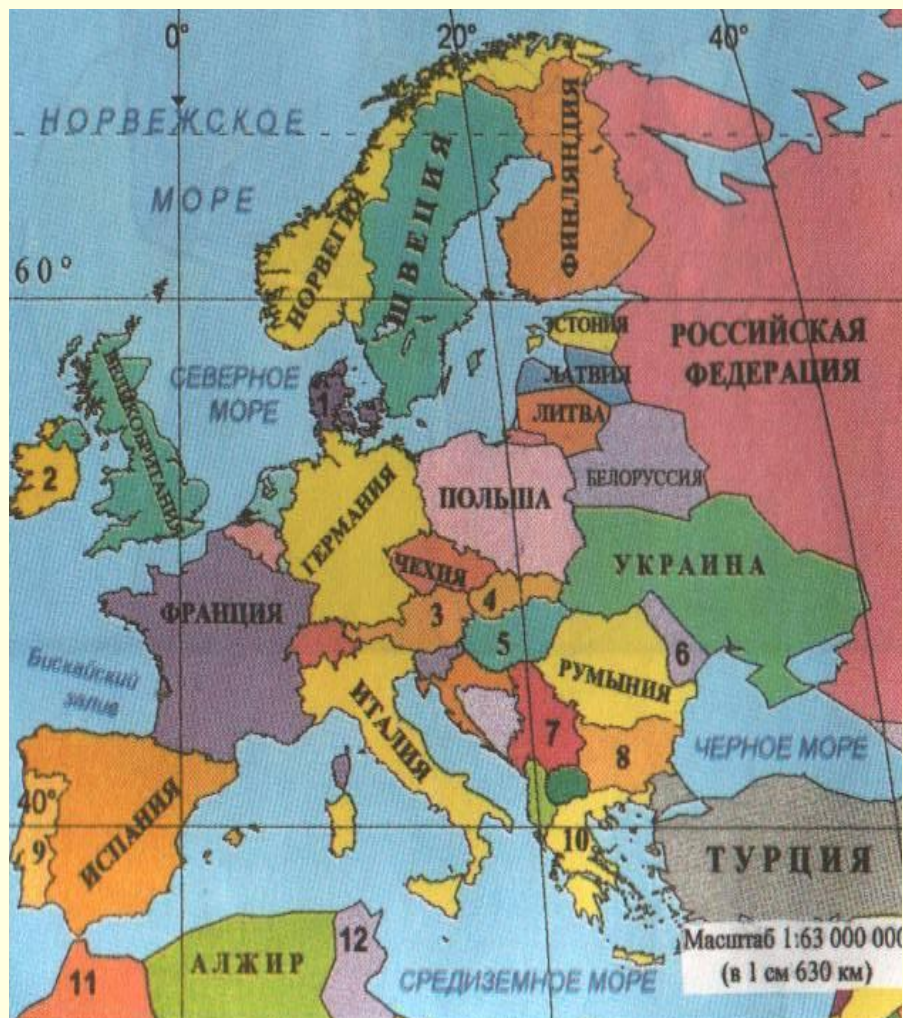 0°
20°
40°
НОРВЕЖСКОЕ
МОРЕ
60°
НОРВЕГИЯ
ШВЕЦИЯ
ФИНЛЯНДИЯ
ЭСТОНИЯ
РОССИЙСКАЯ
ФЕДЕРАЦИЯ
ВЕЛИКОБРИТАНИЯ
СЕВЕРНОЕ
МОРЕ
1
ЛАТВИЯ
ЛИТВА
2
ГЕРМАНИЯ
ПОЛЬША
БЕЛОРУССИЯ
ЧЕХИЯ
УКРАИНА
ФРАНЦИЯ
3
4
5
6
Бискайский
залив
ИТАЛИЯ
РУМЫНИЯ
7
8
ЧЕРНОЕ МОРЕ
40°
9
ИСПАНИЯ
10
ТУРЦИЯ
11
АЛЖИР
12
СРЕДИЗЕМНОЕ МОРЕ
Масштаб 1:63 000 000
(в 1 см 630 км)